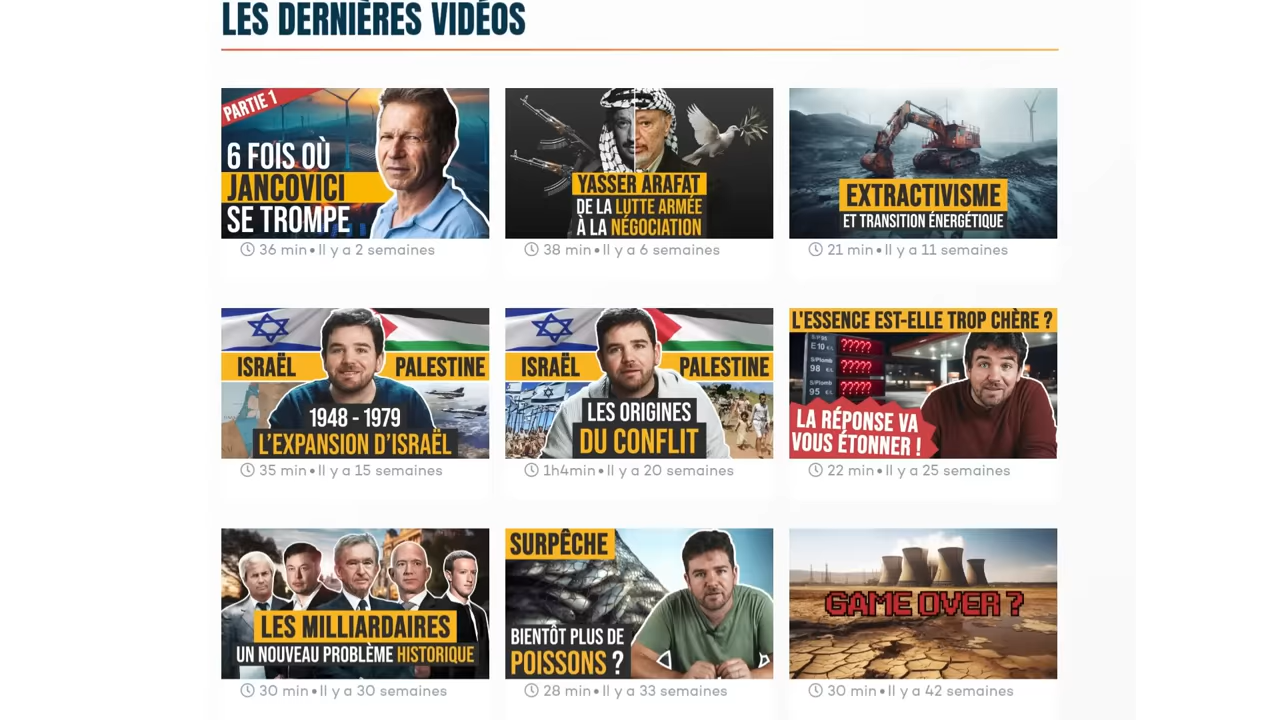 LES DERNIÈRES VIDÉOS
PARTIE 1
6 FOIS OÙ
JANCOVICI
SE TROMPE
36 min•Il y a 2 semaines
YASSER ARAFAT
DE LA LUTTE ARMÉE
À LA NÉGOCIATION
38 min•Il y a 6 semaines
EXTRACTIVISME
ET TRANSITION ÉNERGÉTIQUE
21 min•Il y a 11 semaines
ISRAËL PALESTINE
1948 - 1979
L'EXPANSION D'ISRAËL
35 min•Il y a 15 semaines
ISRAËL PALESTINE
LES ORIGINES
DU CONFLIT
1h4min•Il y a 20 semaines
L'ESSENCE EST-ELLE TROP CHÈRE ?
E10 ?????
S/Plomb
98 ?????
S/Plomb
95 ?????
LA RÉPONSE VA
VOUS ÉTONNER !
22 min•Il y a 25 semaines
LES MILLIARDAIRES
UN NOUVEAU PROBLÈME HISTORIQUE
30 min•Il y a 30 semaines
SURPÊCHE
BIENTÔT PLUS DE
POISSONS ?
28 min•Il y a 33 semaines
GAME OVER ?
30 min•Il y a 42 semaines